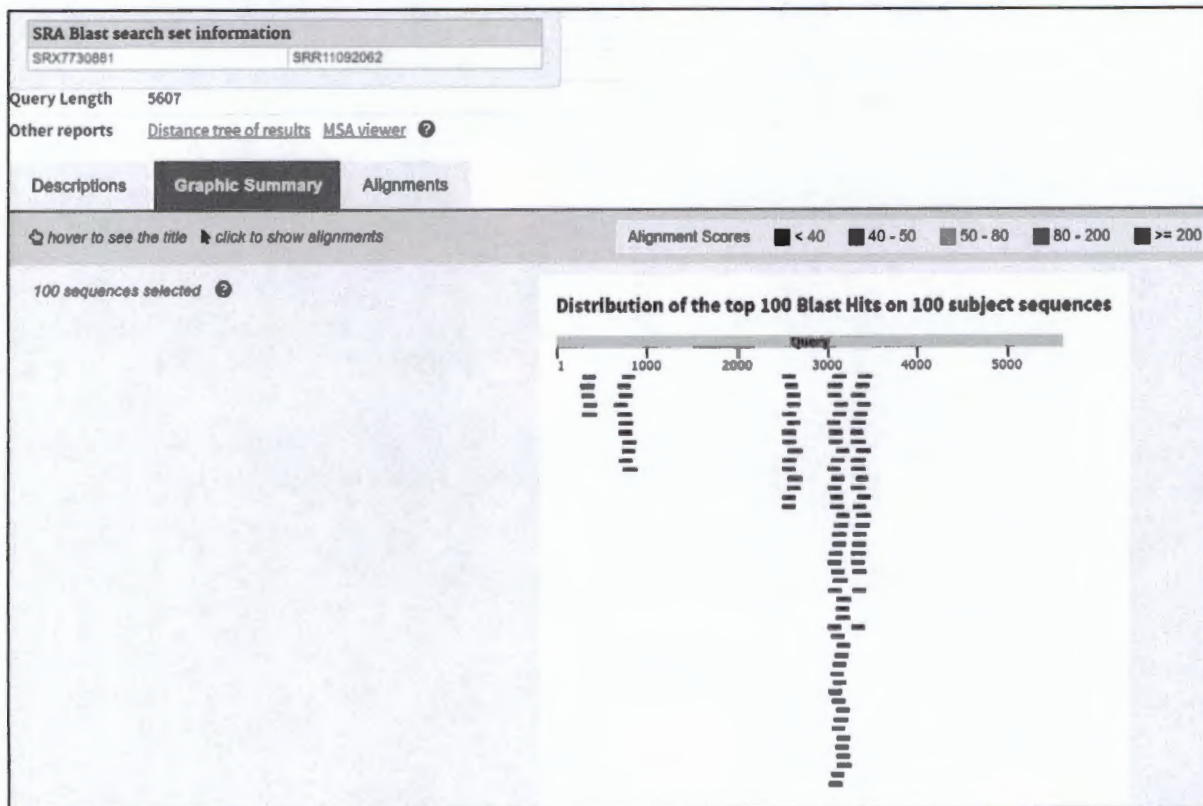 SRA Blast search set information
SRX7730881 SRR11092062
Query Length 5607
Other reports Distance tree of results MSA viewer ?
Descriptions Graphic Summary Alignments
hover to see the title click to show alignments Alignment Scores < 40 40 - 50 50 - 80 80 - 200 >= 200
100 sequences selected ?
Distribution of the top 100 Blast Hits on 100 subject sequences
Query
1 1000 2000 3000 4000 5000